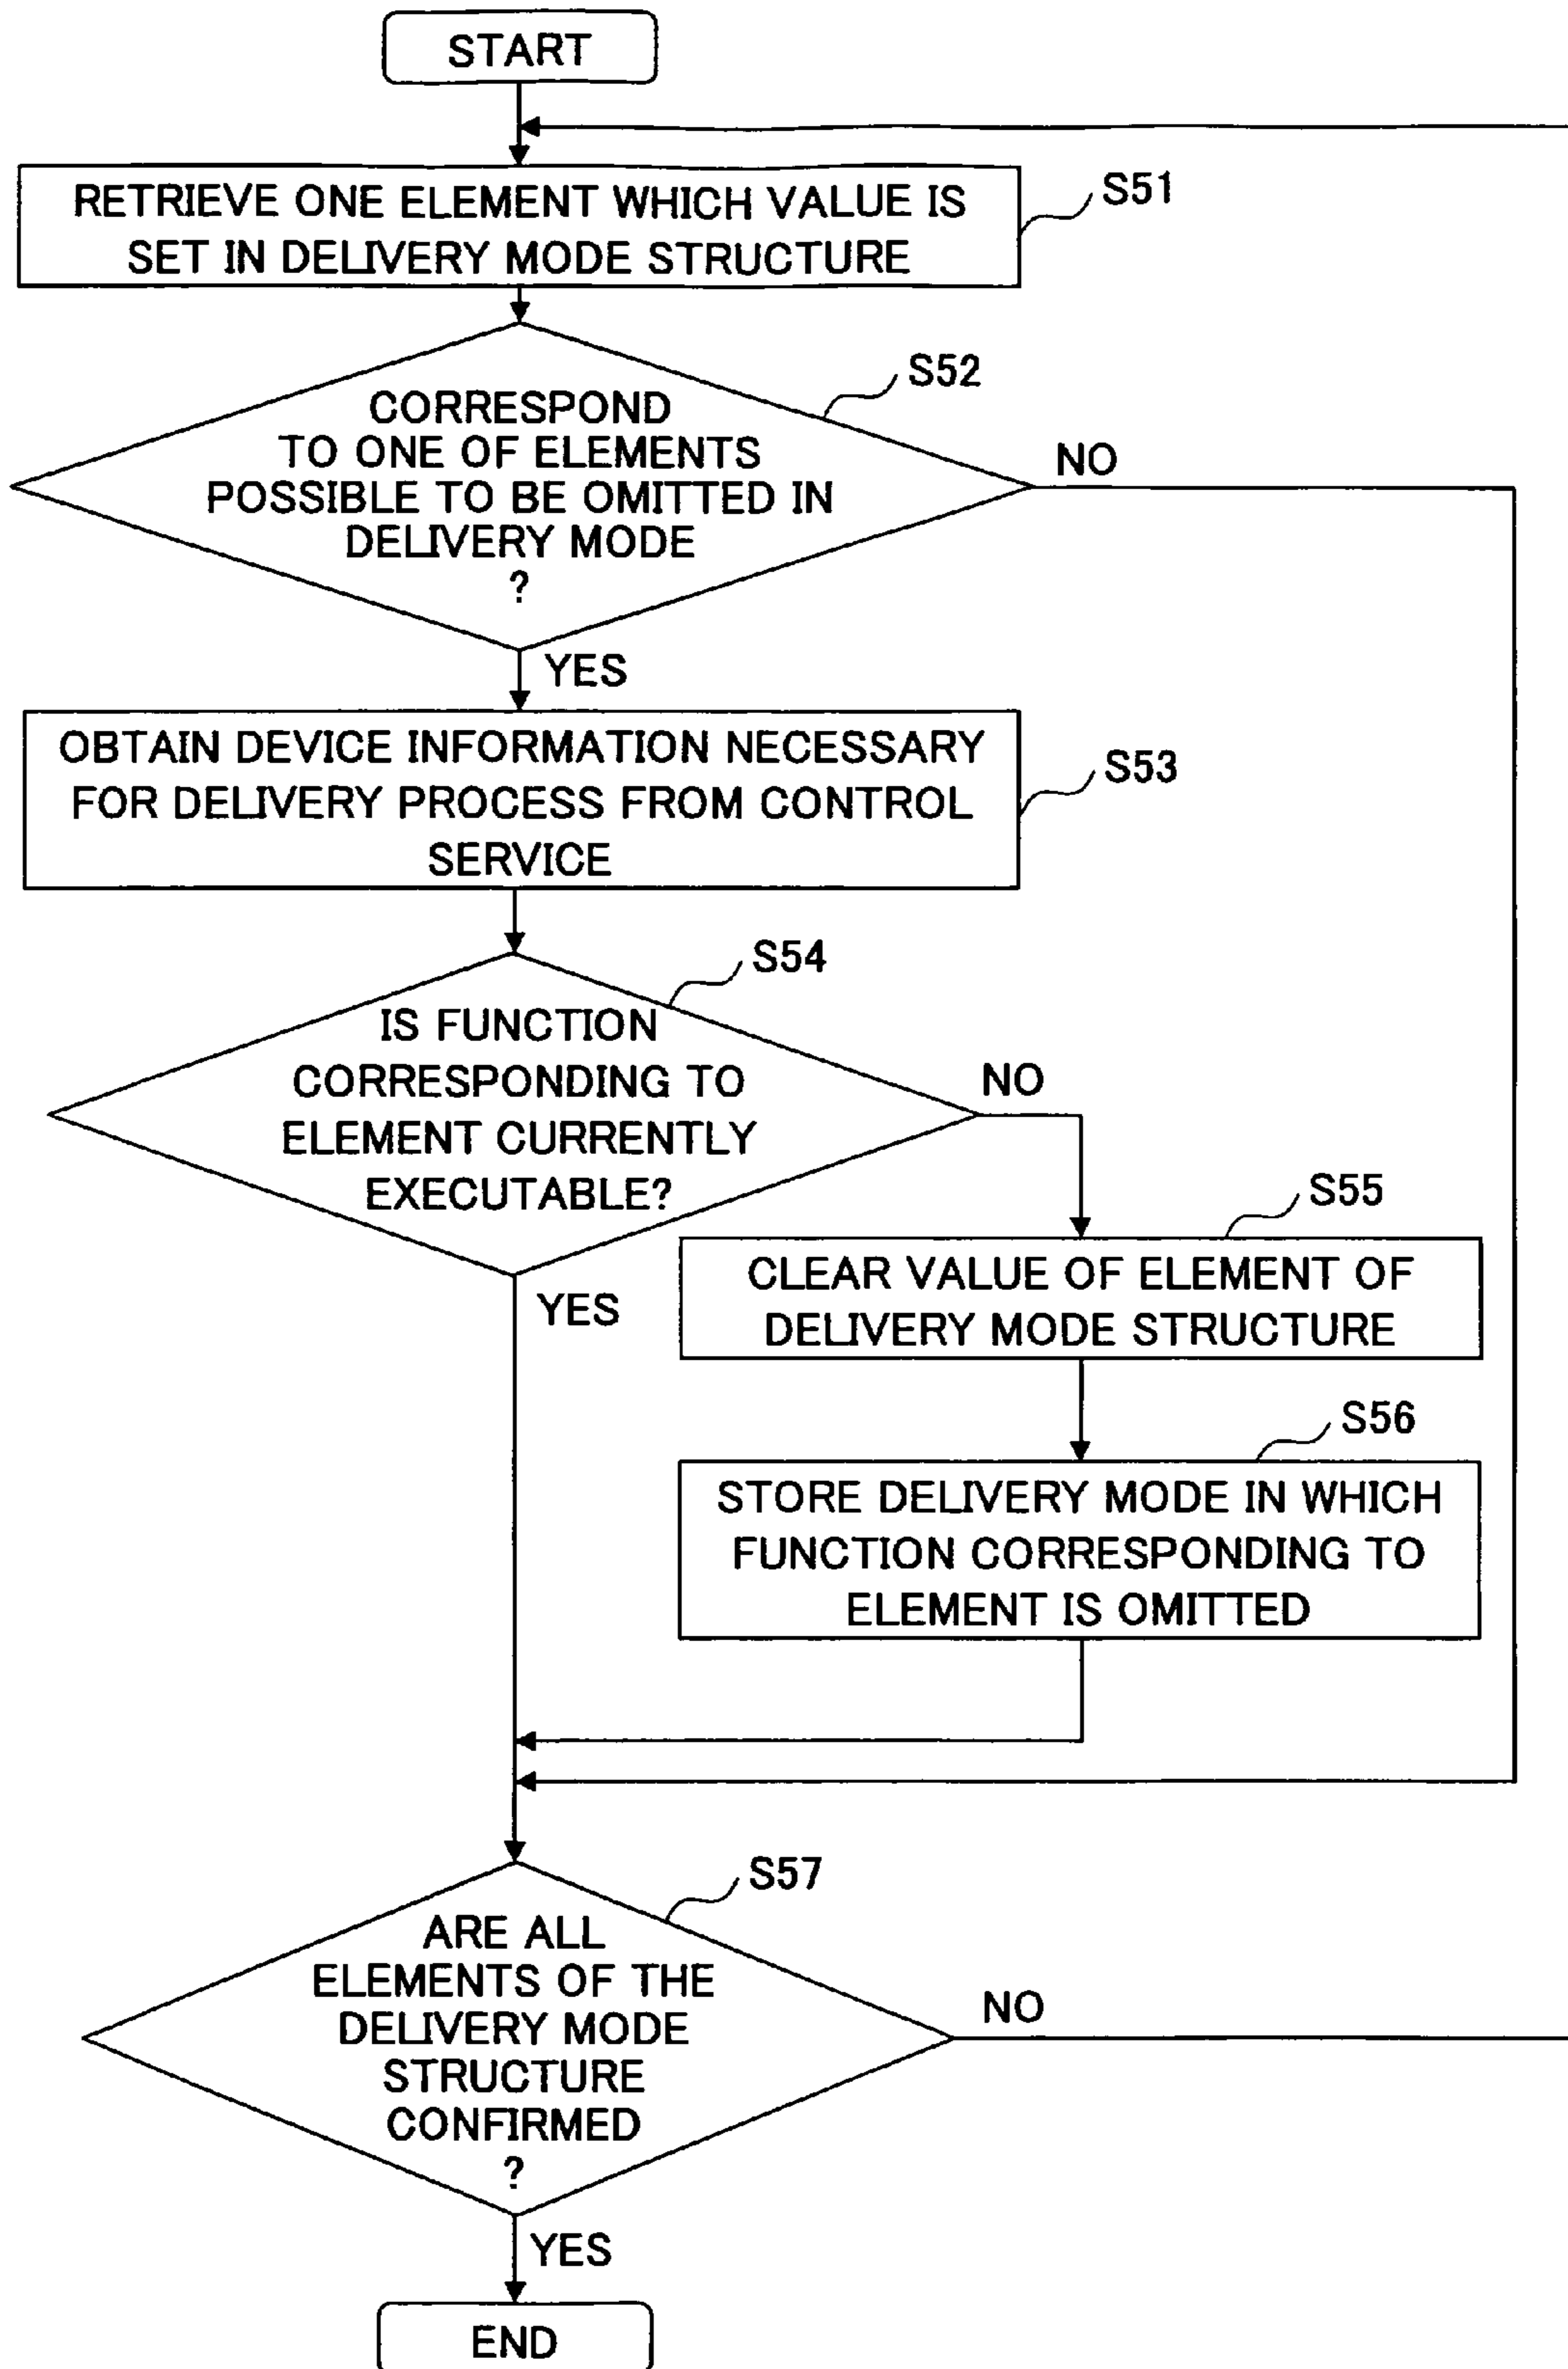 START
RETRIEVE ONE ELEMENT WHICH VALUE IS
SET IN DELIVERY MODE STRUCTURE
S51
CORRESPOND
TO ONE OF ELEMENTS
POSSIBLE TO BE OMITTED IN
DELIVERY MODE
?
S52
NO
YES
OBTAIN DEVICE INFORMATION NECESSARY
FOR DELIVERY PROCESS FROM CONTROL
SERVICE
S53
IS FUNCTION
CORRESPONDING TO
ELEMENT CURRENTLY
EXECUTABLE?
S54
NO
YES
CLEAR VALUE OF ELEMENT OF
DELIVERY MODE STRUCTURE
S55
STORE DELIVERY MODE IN WHICH
FUNCTION CORRESPONDING TO
ELEMENT IS OMITTED
S56
ARE ALL
ELEMENTS OF THE
DELIVERY MODE
STRUCTURE
CONFIRMED
?
S57
NO
YES
END